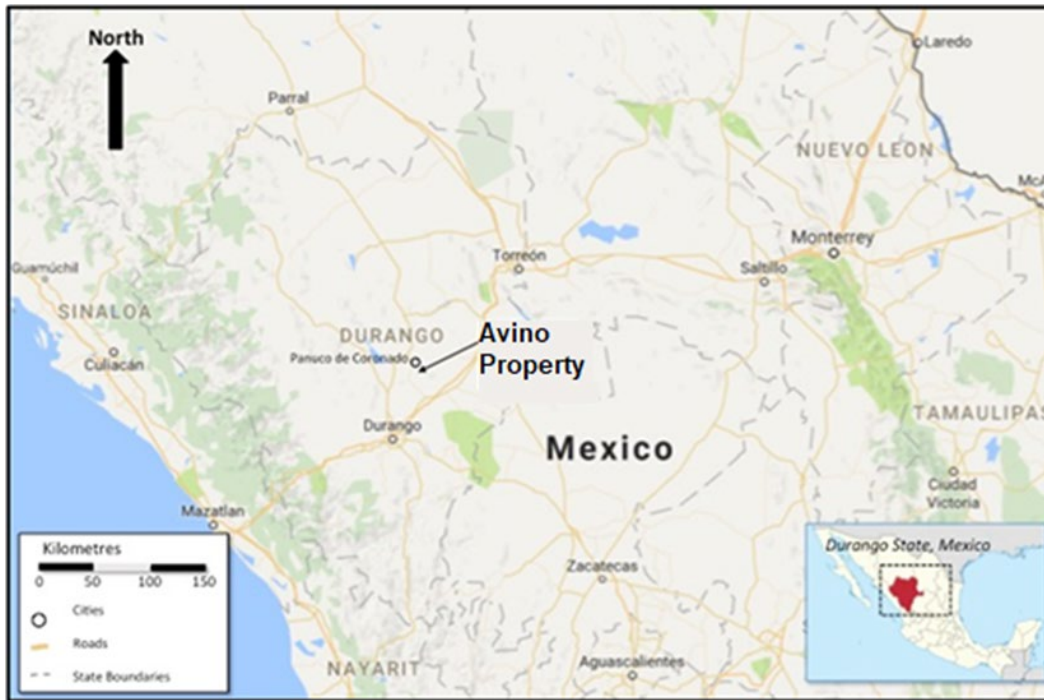 North
Laredo
Parral
NUEVO LEON
McA
Monterrey
Torreón
Saltillo
Guamúchil
SINALOA
DURANGO
Avino
Property
Panuco de Coronado
Culiacán
TAMAULIPAS
Durango
Mexico
Ciudad
Victoria
Mazatlan
Kilometres
0 50 100 150
Cities
Roads
State Boundaries
Zacatecas
Durango State, Mexico
NAYARIT
Aguascalientes